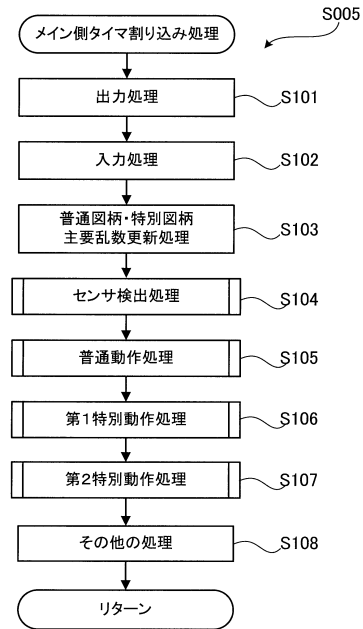 メイン側タイマ割り込み処理
S005
出力処理
S101
入力処理
S102
普通図柄・特別図柄
主要乱数更新処理
S103
センサ検出処理
S104
普通動作処理
S105
第1特別動作処理
S106
第2特別動作処理
S107
その他の処理
S108
リターン